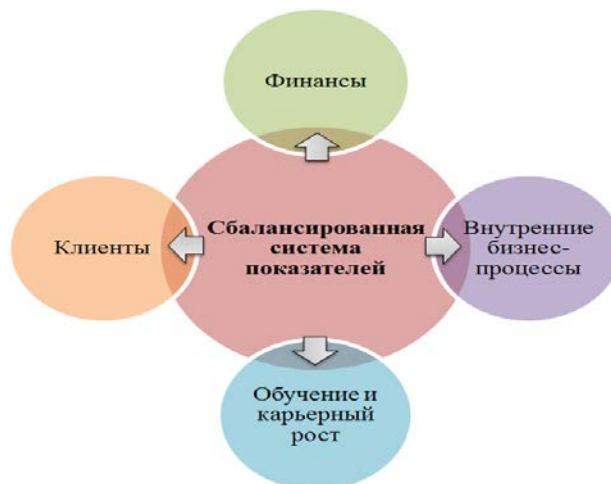 Финансы
Клиенты
Сбалансированная
система
показателей
Внутренние
бизнес-
процессы
Обучение и
карьерный
рост